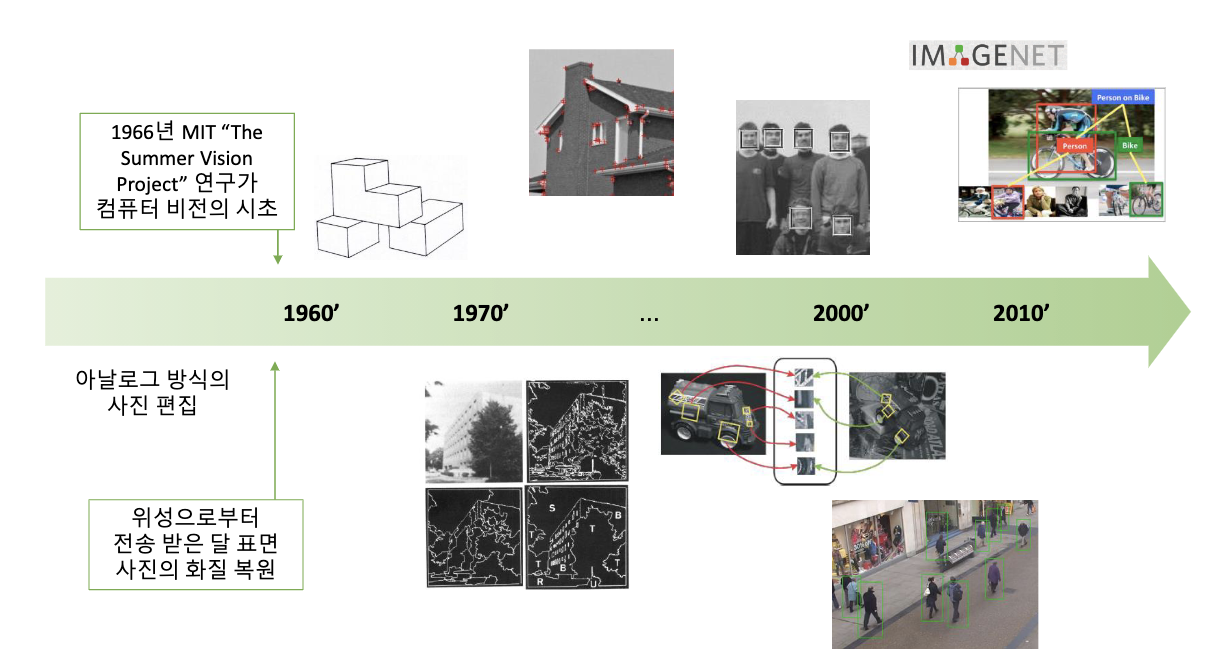 IMAGENET
1966년 MIT “The
Summer Vision
Project” 연구가
컴퓨터 비전의 시초
Person on Bike
Person
Bike
1960’
1970’
...
2000’
2010’
아날로그 방식의
사진 편집
위성으로부터
전송 받은 달 표면
사진의 화질 복원
S
B
T
T
B
T
R
U